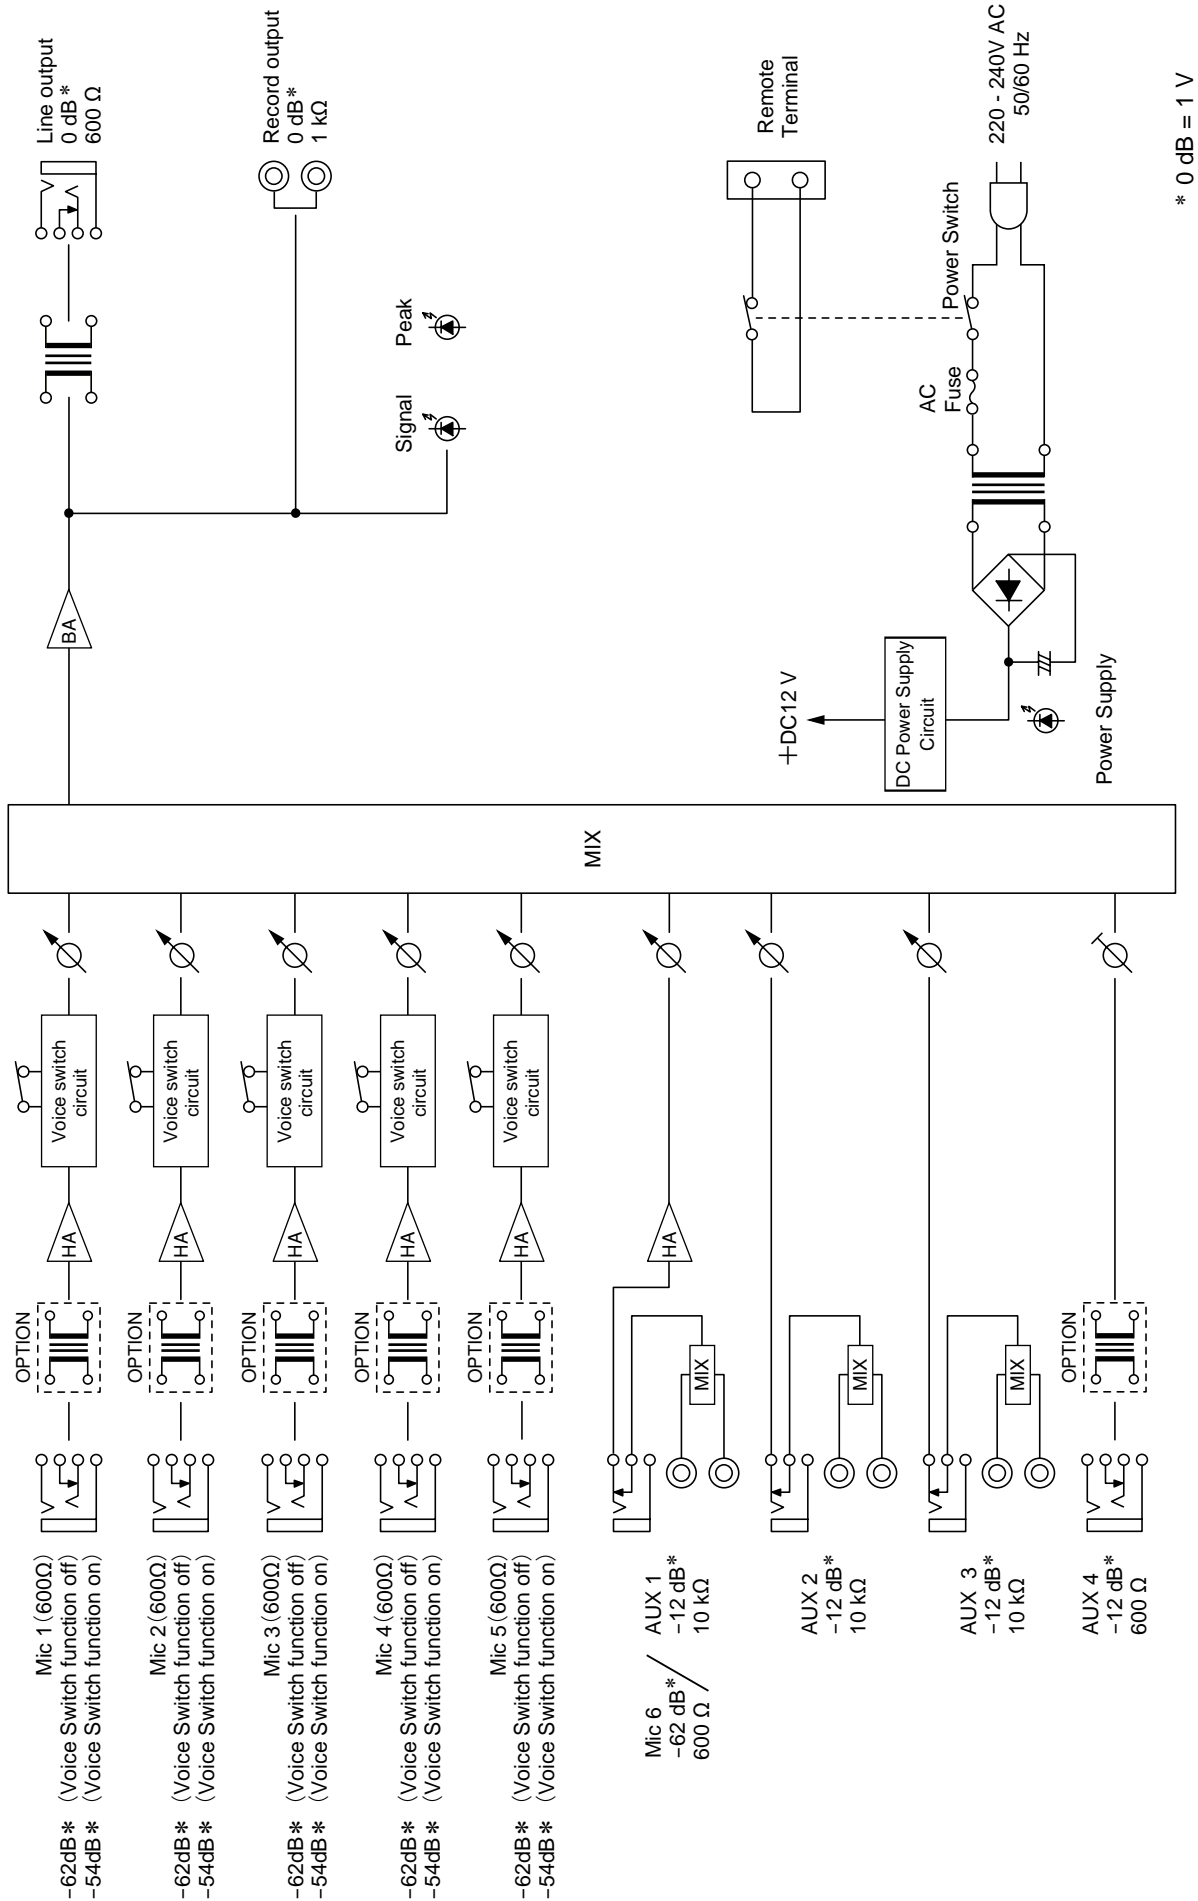 -62dB* (Voice Switch function off)
-54dB* (Voice Switch function on)
Mic 1(600Ω)
OPTION
HA
Voice switch
circuit
-62dB* (Voice Switch function off)
-54dB* (Voice Switch function on)
Mic 2(600Ω)
OPTION
HA
Voice switch
circuit
-62dB* (Voice Switch function off)
-54dB* (Voice Switch function on)
Mic 3(600Ω)
OPTION
HA
Voice switch
circuit
-62dB* (Voice Switch function off)
-54dB* (Voice Switch function on)
Mic 4(600Ω)
OPTION
HA
Voice switch
circuit
-62dB* (Voice Switch function off)
-54dB* (Voice Switch function on)
Mic 5(600Ω)
OPTION
HA
Voice switch
circuit
Mic 6
-62 dB*
600 Ω
AUX 1
-12 dB*
10 kΩ
MIX
HA
AUX 2
-12 dB*
10 kΩ
MIX
AUX 3
-12 dB*
10 kΩ
MIX
AUX 4
-12 dB*
600 Ω
OPTION
MIX
BA
Line output
0 dB*
600 Ω
Record output
0 dB*
1 kΩ
Signal
Peak
Remote
Terminal
+DC12 V
DC Power Supply
Circuit
Power Supply
AC
Fuse
Power Switch
220 - 240V AC
50/60 Hz
* 0 dB = 1 V